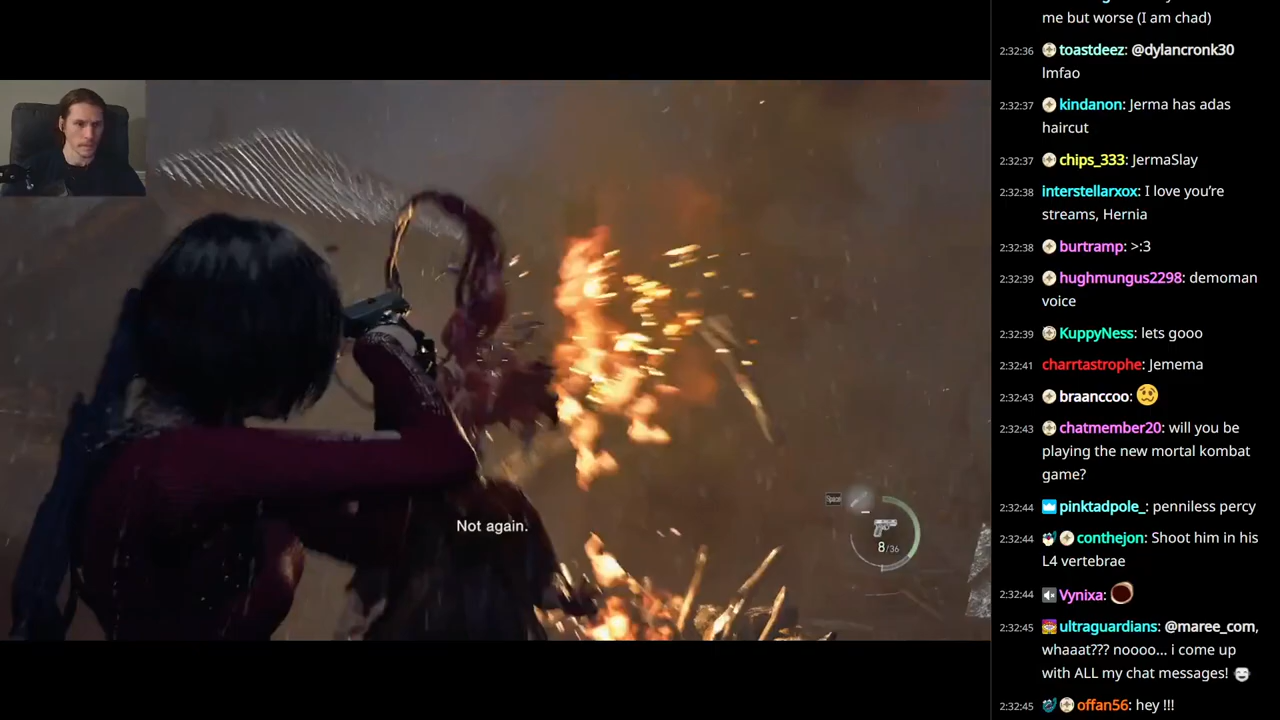 me but worse (I am chad)
2:32:36 toastdeez: @dylancronk30
lmfao
2:32:37 kindanon: Jerma has adas
haircut
2:32:37 chips_333: JermaSlay
2:32:38 interstellarxox: I love you're
streams, Hernia
2:32:38 burtramp: >:3
2:32:39 hughmungus2298: demoman
voice
2:32:39 KuppyNess: lets gooo
2:32:41 charrtastrophe: Jemema
2:32:43 braanccoo:
2:32:43 chatmember20: will you be
playing the new mortal kombat
game?
2:32:44 pinktadpole_: penniless percy
2:32:44 conthejon: Shoot him in his
L4 vertebrae
2:32:44 Vynixa:
2:32:45 ultraguardians: @maree_com,
whaaat??? noooo... i come up
with ALL my chat messages!
2:32:45 offan56: hey !!!
Not again.
Space
8/36